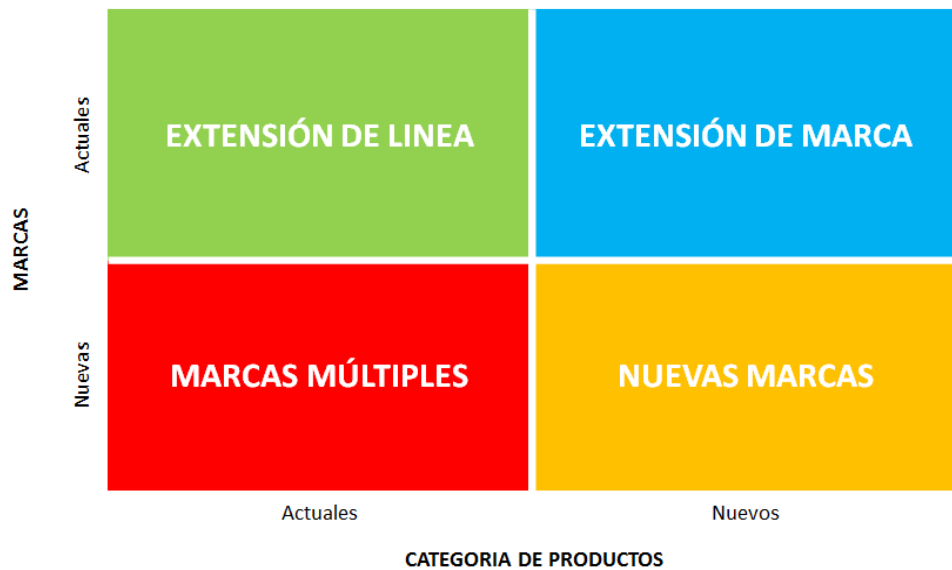 Actuales
EXTENSIÓN DE LINEA
EXTENSIÓN DE MARCA
MARCAS
Nuevas
MARCAS MÚLTIPLES
NUEVAS MARCAS
Actuales
Nuevos
CATEGORIA DE PRODUCTOS